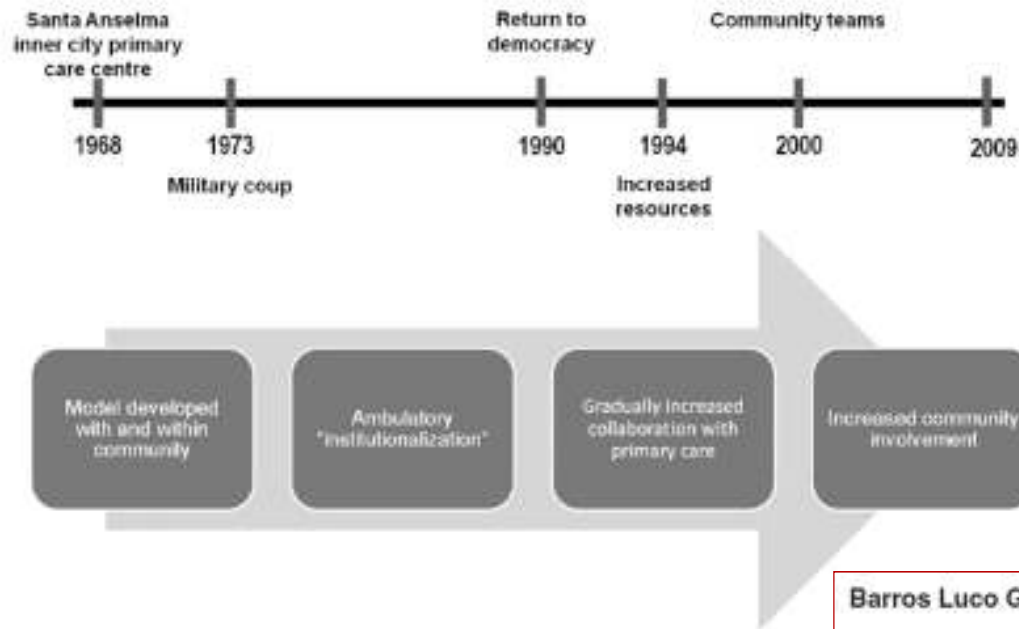 Santa Anselma
inner city primary
care centre
Return to
democracy
Community teams
1968
1973
1990
1994
2000
2009
Military coup
Increased
resources
Model developed
with and within
community
Ambulatory
"institutionalization"
Gradually increased
collaboration with
primary care
Increased community
involvement
Barros Luco G